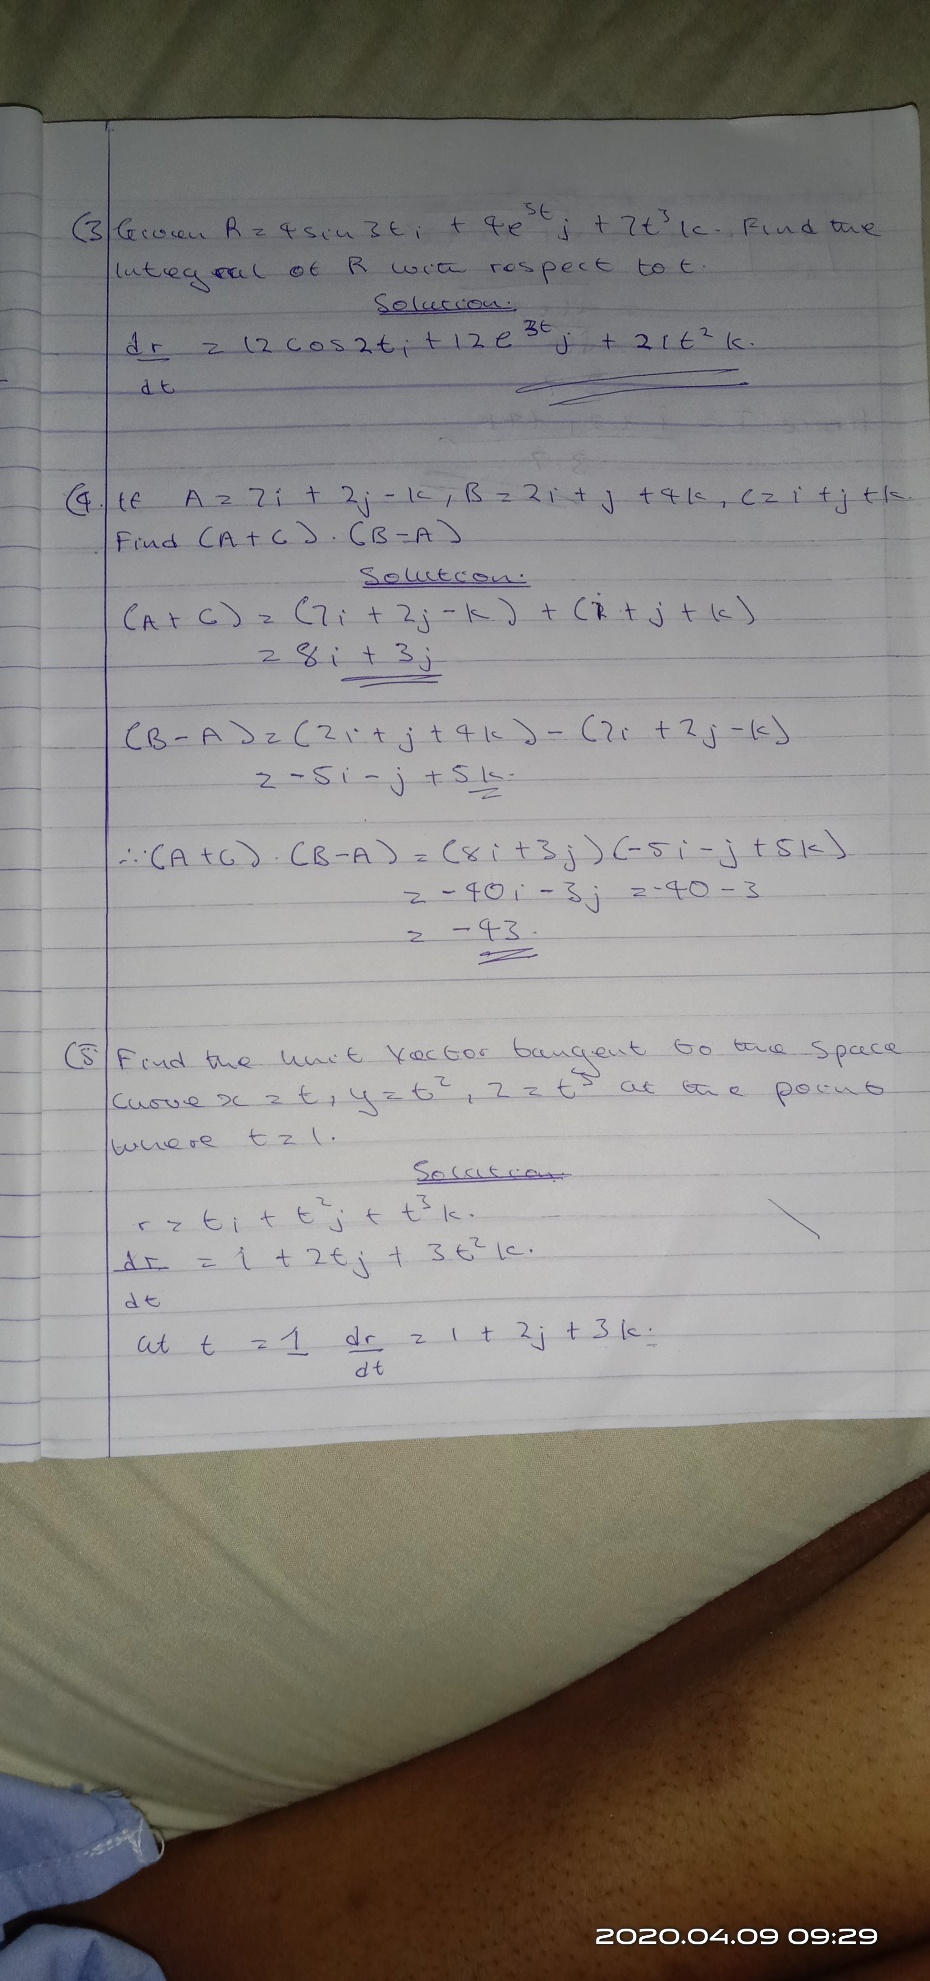 (3 Given R = 4sin3ti + 4e^3t j + 7t^3 k. Find the
Integral of R with respect to t.
Solution.
dr/dt = 12cos2ti + 12e^3t j + 21t^2 k.
(4. If A = 7i + 2j - k, B = 2i + j + 4k, C = i + j + k.
Find (A + C) . (B - A)
Solution.
(A + C) = (7i + 2j - k) + (i + j + k)
= 8i + 3j
(B - A) = (2i + j + 4k) - (7i + 2j - k)
= -5i - j + 5k.
∴ (A + C) . (B - A) = (8i + 3j)(-5i - j + 5k)
= -40i - 3j = -40 - 3
= -43.
(5 Find the unit vector tangent to the space
curve x = t, y = t^2, z = t^3 at the point
where t = 1.
Solution
r = ti + t^2 j + t^3 k.
dr/dt = i + 2tj + 3t^2 k.
at t = 1 dr/dt = i + 2j + 3k.
2020.04.09 09:29